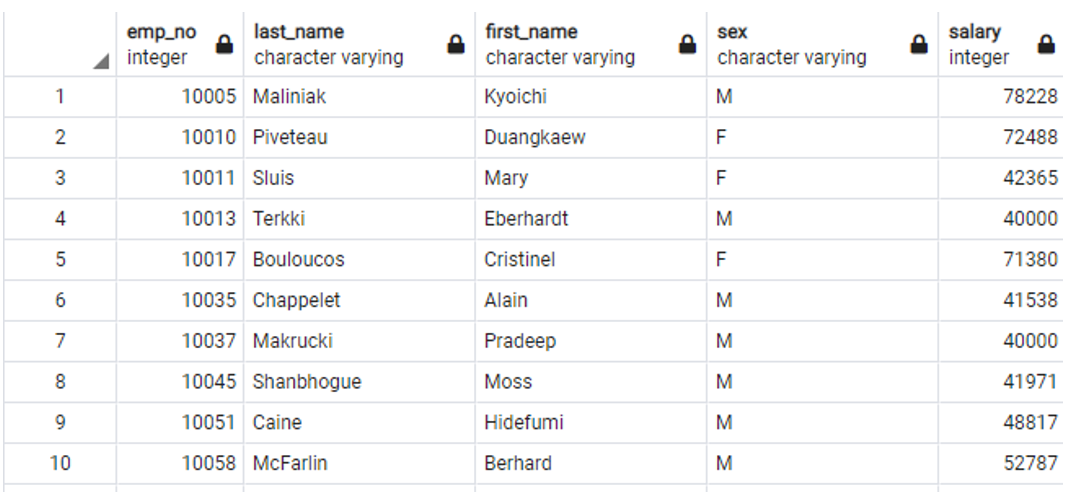 emp_no last_name first_name sex salary
integer character varying character varying character varying integer
1 10005 Maliniak Kyoichi M 78228
2 10010 Piveteau Duangkaew F 72488
3 10011 Sluis Mary F 42365
4 10013 Terkki Eberhardt M 40000
5 10017 Bouloucos Cristinel F 71380
6 10035 Chappelet Alain M 41538
7 10037 Makrucki Pradeep M 40000
8 10045 Shanbhogue Moss M 41971
9 10051 Caine Hidefumi M 48817
10 10058 McFarlin Berhard M 52787